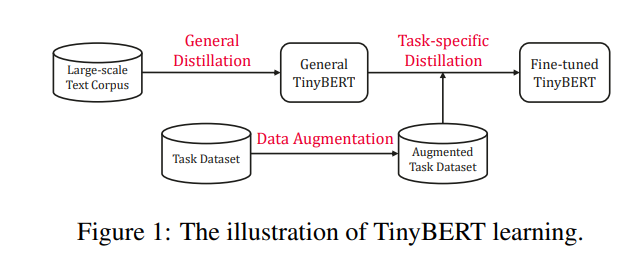 General
Distillation
Task-specific
Distillation
Large-scale
Text Corpus
General
TinyBERT
Fine-tuned
TinyBERT
Data Augmentation
Task Dataset
Augmented
Task Dataset
Figure 1: The illustration of TinyBERT learning.